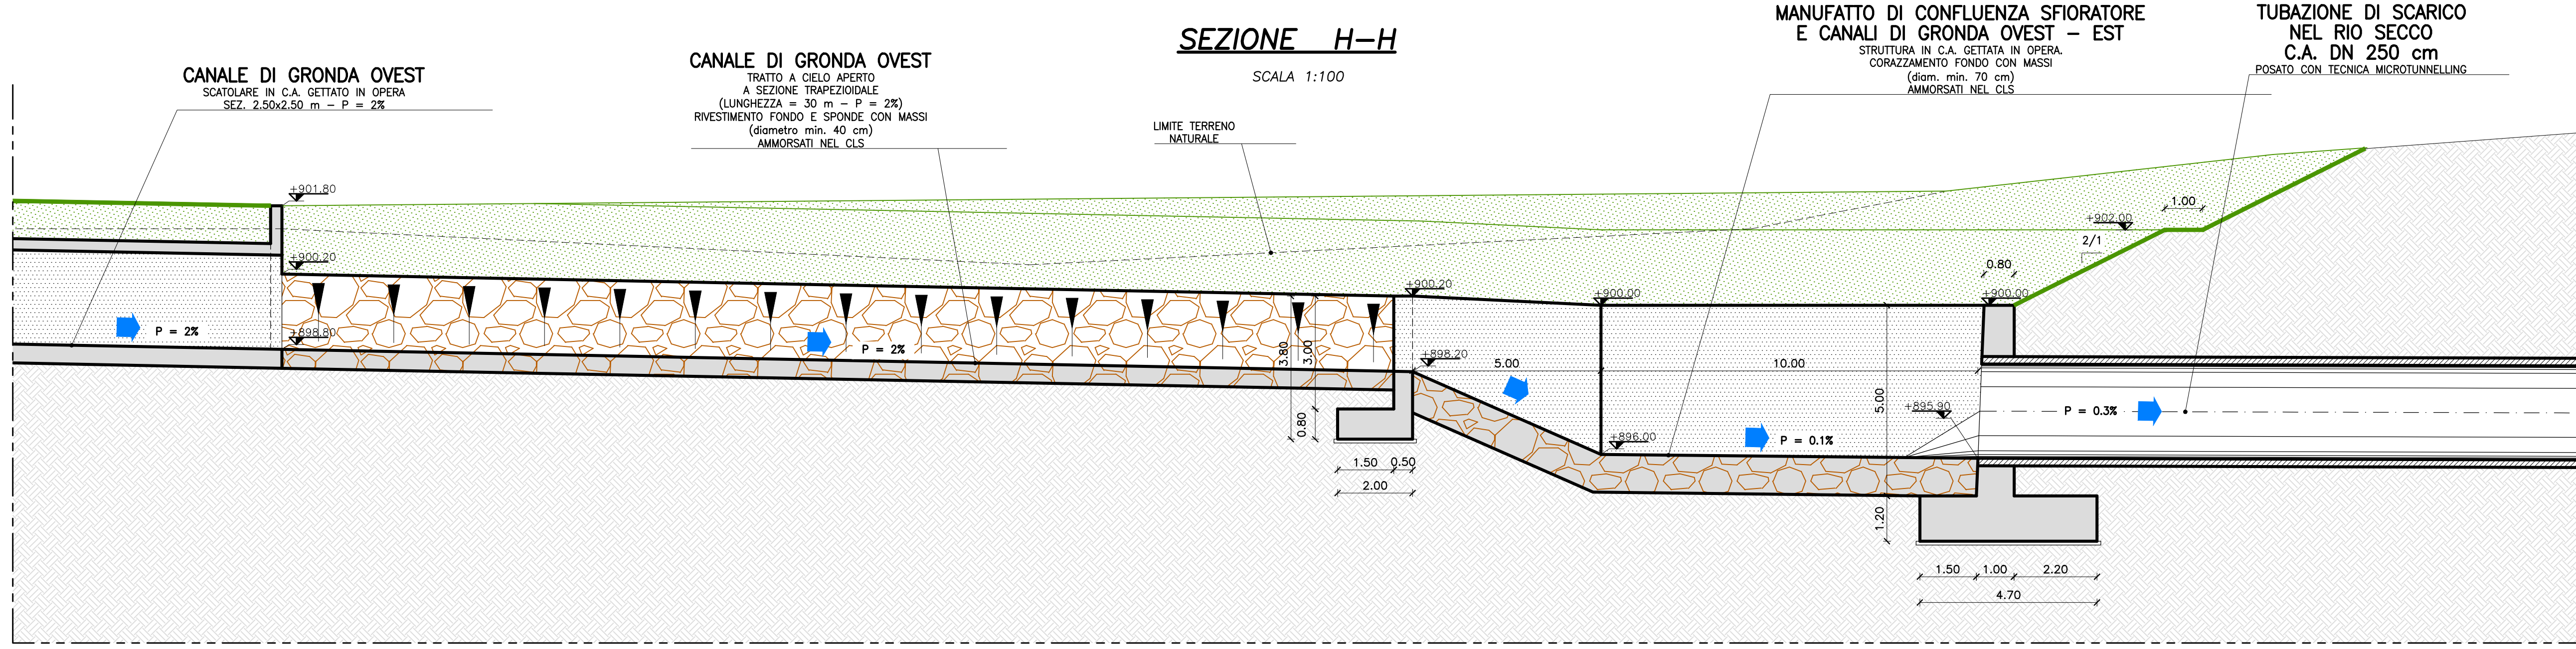 SEZIONE H-H
SCALA 1:100
CANALE DI GRONDA OVEST
SCATOLARE IN C.A. GETTATO IN OPERA
SEZ. 2.50x2.50 m - P = 2%
CANALE DI GRONDA OVEST
TRATTO A CIELO APERTO
A SEZIONE TRAPEZIOIDALE
(LUNGHEZZA = 30 m - P = 2%)
RIVESTIMENTO FONDO E SPONDE CON MASSI
(diametro min. 40 cm)
AMMORSATI NEL CLS
LIMITE TERRENO
NATURALE
MANUFATTO DI CONFLUENZA SFIORATORE
E CANALI DI GRONDA OVEST - EST
STRUTTURA IN C.A. GETTATA IN OPERA.
CORAZZAMENTO FONDO CON MASSI
(diam. min. 70 cm)
AMMORSATI NEL CLS
TUBAZIONE DI SCARICO
NEL RIO SECCO
C.A. DN 250 cm
POSATO CON TECNICA MICROTUNNELLING
+901.80
+900.20
+898.80
P = 2%
P = 2%
3.80
3.00
0.80
+900.20
+898.20
1.50
0.50
2.00
5.00
+900.00
+896.00
10.00
P = 0.1%
5.00
1.20
+895.90
+900.00
0.80
2/1
+902.00
1.00
P = 0.3%
1.50
1.00
2.20
4.70